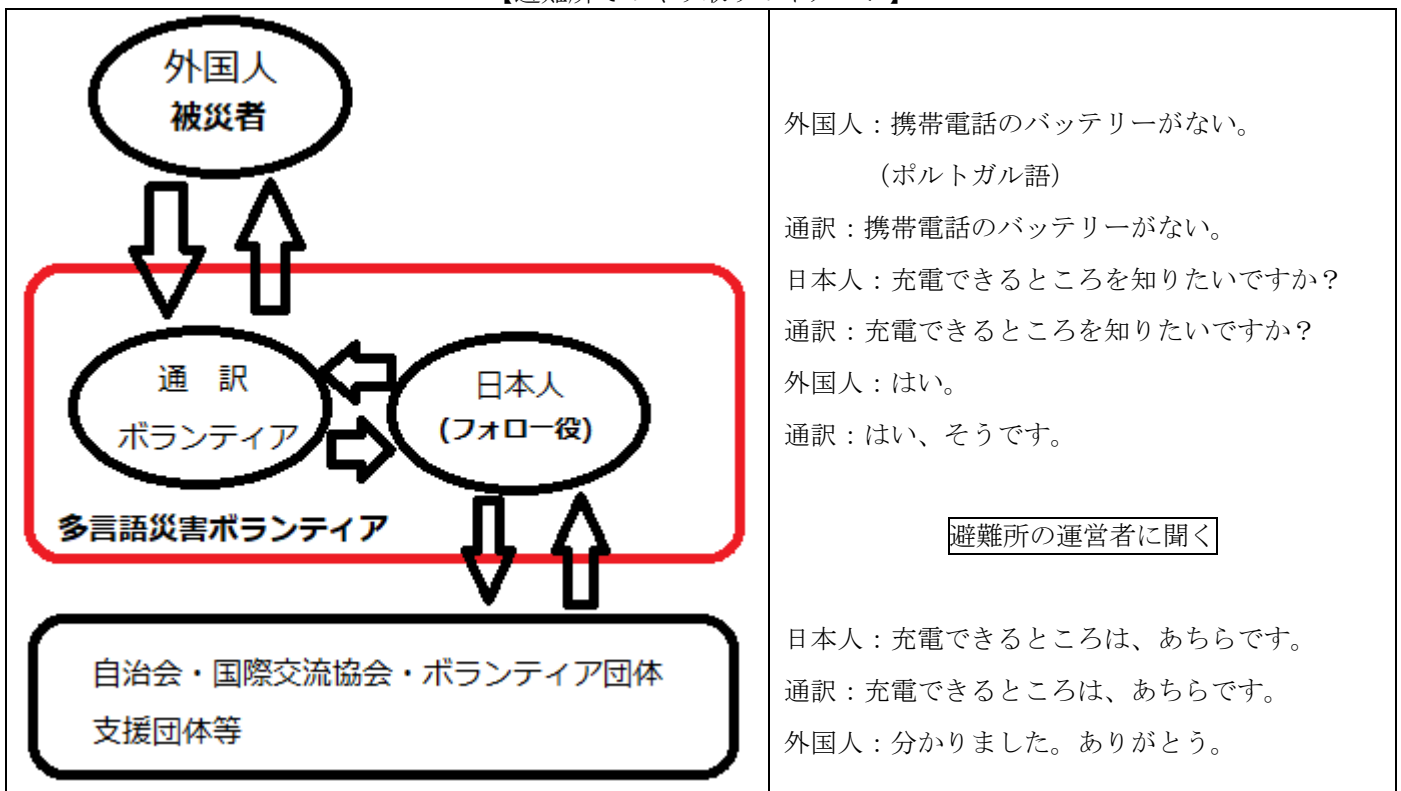 外国人
被災者
通 訳
ボランティア
日本人
(フォロー役)
多言語災害ボランティア
自治会・国際交流協会・ボランティア団体
支援団体等
外国人：携帯電話のバッテリーがない。
（ポルトガル語）
通訳：携帯電話のバッテリーがない。
日本人：充電できるところを知りたいですか？
通訳：充電できるところを知りたいですか？
外国人：はい。
通訳：はい、そうです。
避難所の運営者に聞く
日本人：充電できるところは、あちらです。
通訳：充電できるところは、あちらです。
外国人：分かりました。ありがとう。